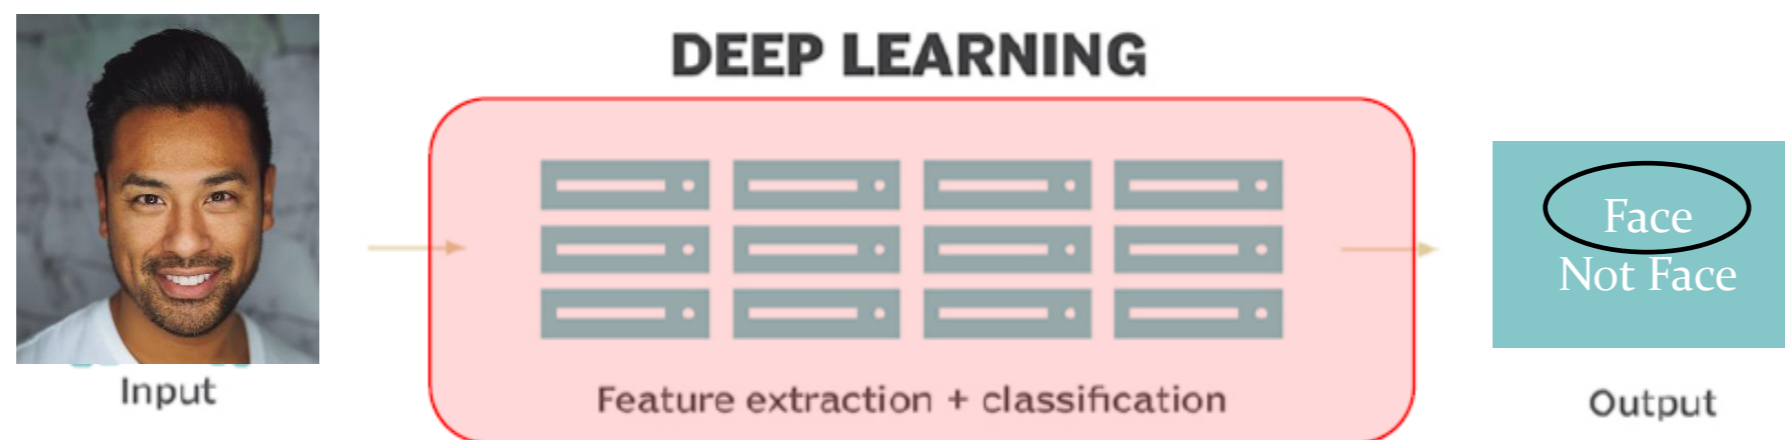 DEEP LEARNING
Face
Not Face
Input
Feature extraction + classification
Output